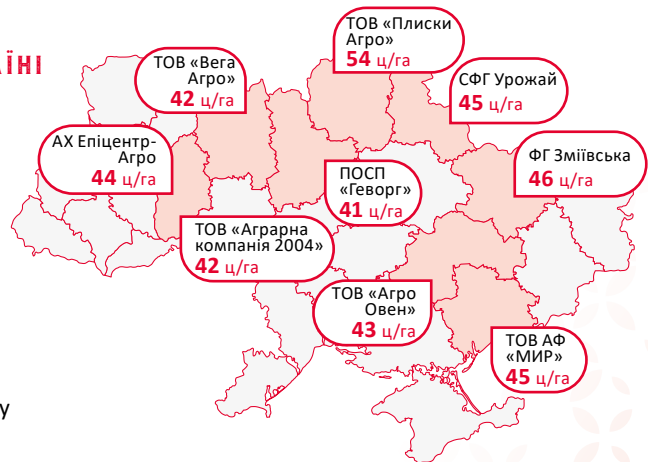 ЇНІ
ТОВ «Плиски
Агро»
54 ц/га
ТОВ «Вега
Агро»
42 ц/га
СФГ Урожай
45 ц/га
АХ Епіцентр-
Агро
44 ц/га
ПОСП
«Геворг»
41 ц/га
ФГ Зміївська
46 ц/га
ТОВ «Аграрна
компанія 2004»
42 ц/га
ТОВ «Агро
Овен»
43 ц/га
ТОВ АФ
«МИР»
45 ц/га
у